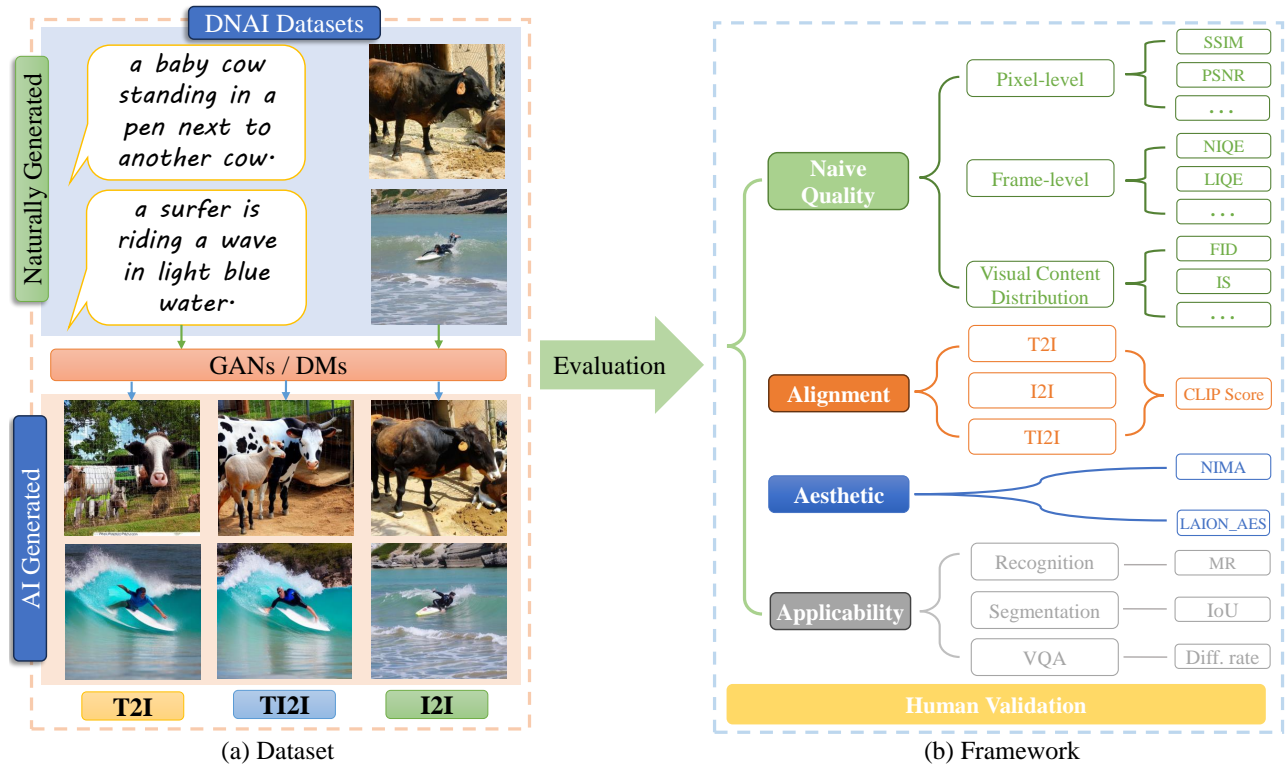 DNAI Datasets
Naturally Generated
a baby cow
standing in a
pen next to
another cow.
a surfer is
riding a wave
in light blue
water.
GANs / DMs
AI Generated
T2I
TI2I
I2I
(a) Dataset
Evaluation
Naive
Quality
Pixel-level
SSIM
PSNR
...
Frame-level
NIQE
LIQE
...
Visual Content
Distribution
FID
IS
...
Alignment
T2I
I2I
TI2I
CLIP Score
Aesthetic
NIMA
LAION_AES
Applicability
Recognition
MR
Segmentation
IoU
VQA
Diff. rate
Human Validation
(b) Framework